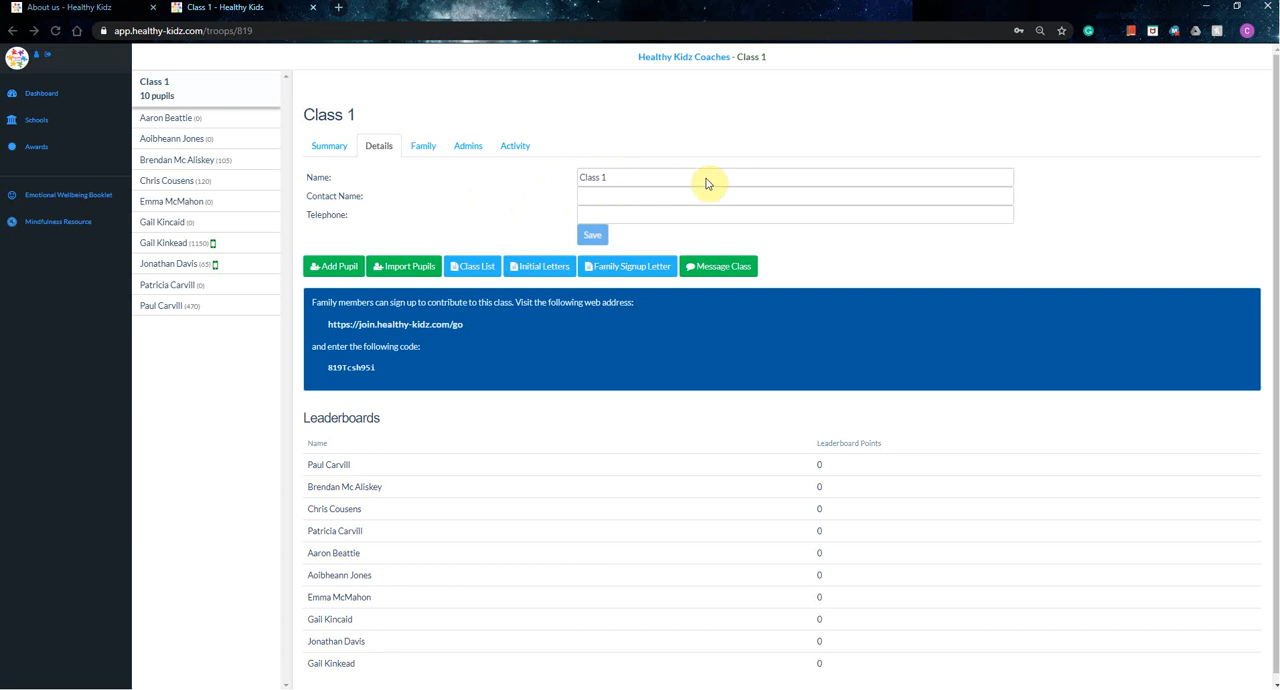 About us - Healthy Kidz
Class 1 - Healthy Kidz
app.healthy-kidz.com/troops/819
C
Healthy Kidz Coaches - Class 1
Class 1
10 pupils
Dashboard
Schools
Awards
Emotional Wellbeing Booklet
Mindfulness Resource
Aaron Beattie (0)
Aoibheann Jones (0)
Brendan Mc Aliskey (105)
Chris Cousens (120)
Emma McMahon (0)
Gail Kincaid (0)
Gail Kinkead (1150)
Jonathan Davis (65)
Patricia Carvill (0)
Paul Carvill (470)
Class 1
Summary Details Family Admins Activity
Name: Class 1
Contact Name:
Telephone:
Save
Add Pupil Import Pupils Class List Initial Letters Family Signup Letter Message Class
Family members can sign up to contribute to this class. Visit the following web address:
https://join.healthy-kidz.com/go
and enter the following code:
819Tcsh95i
Leaderboards
Name Leaderboard Points
Paul Carvill 0
Brendan Mc Aliskey 0
Chris Cousens 0
Patricia Carvill 0
Aaron Beattie 0
Aoibheann Jones 0
Emma McMahon 0
Gail Kincaid 0
Jonathan Davis 0
Gail Kinkead 0